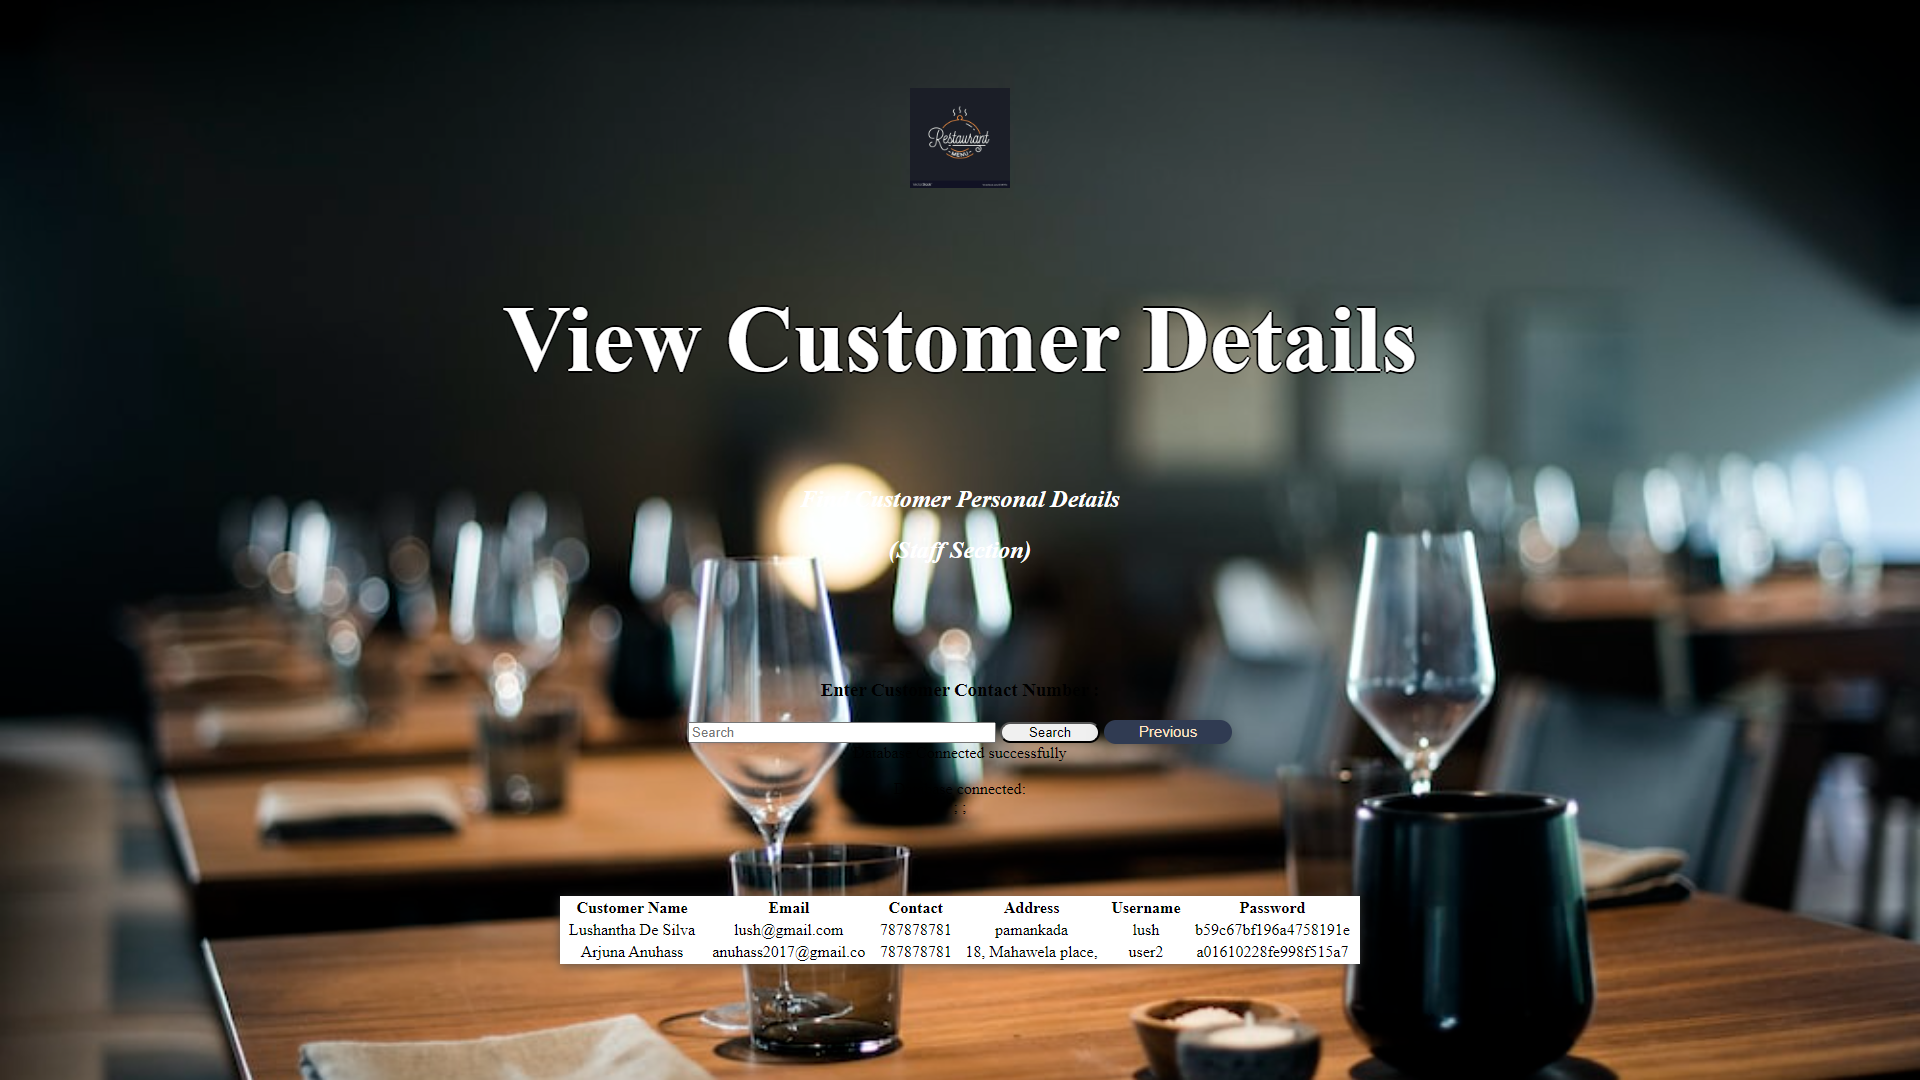 Restaurant
MENU
View Customer Details
Find Customer Personal Details
(Staff Section)
Enter Customer Contact Number :
Search Search Previous
Database connected successfully
connected:
; ;
Customer Name Email Contact Address Username Password
Lushantha De Silva lush@gmail.com 787878781 pamankada lush b59c67bf196a4758191e
Arjuna Anuhass anuhass2017@gmail.co 787878781 18, Mahawela place, user2 a01610228fe998f515a7